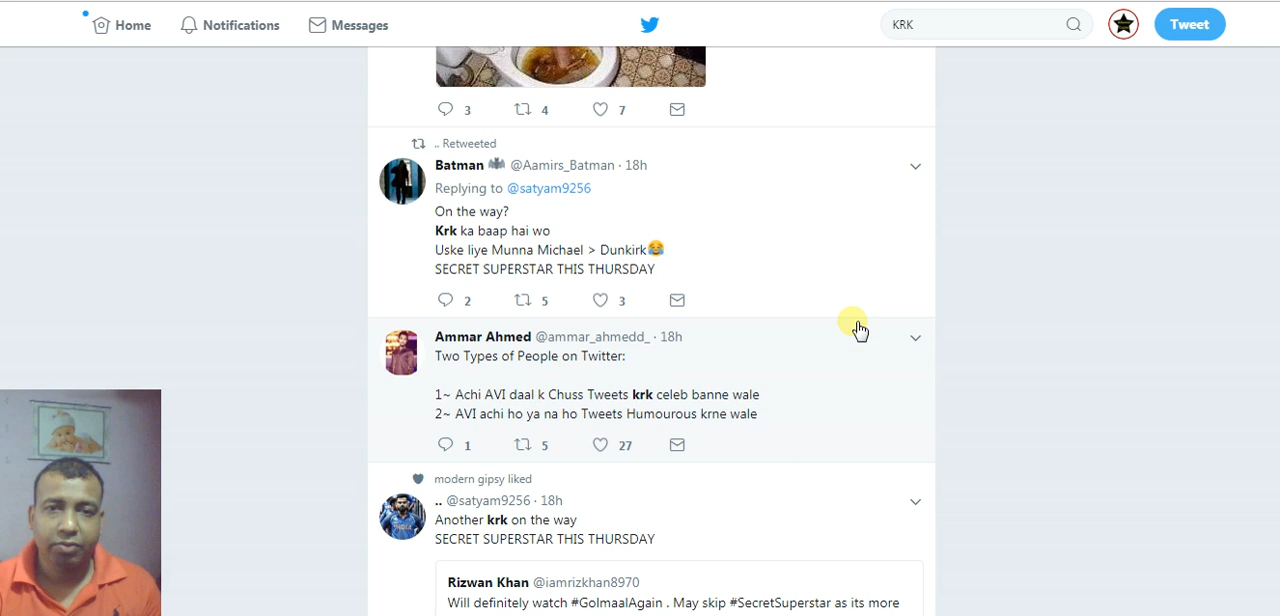 Home
Notifications
Messages
KRK
Tweet
3
4
7
.. Retweeted
Batman 🦇 @Aamirs_Batman · 18h
Replying to @satyam9256
On the way?
Krk ka baap hai wo
Uske liye Munna Michael > Dunkirk😂
SECRET SUPERSTAR THIS THURSDAY
2
5
3
Ammar Ahmed @ammar_ahmedd_ · 18h
Two Types of People on Twitter:
1~ Achi AVI daal k Chuss Tweets krk celeb banne wale
2~ AVI achi ho ya na ho Tweets Humourous krne wale
1
5
27
modern gipsy liked
.. @satyam9256 · 18h
Another krk on the way
SECRET SUPERSTAR THIS THURSDAY
Rizwan Khan @iamrizkhan8970
Will definitely watch #GolmaalAgain . May skip #SecretSuperstar as its more